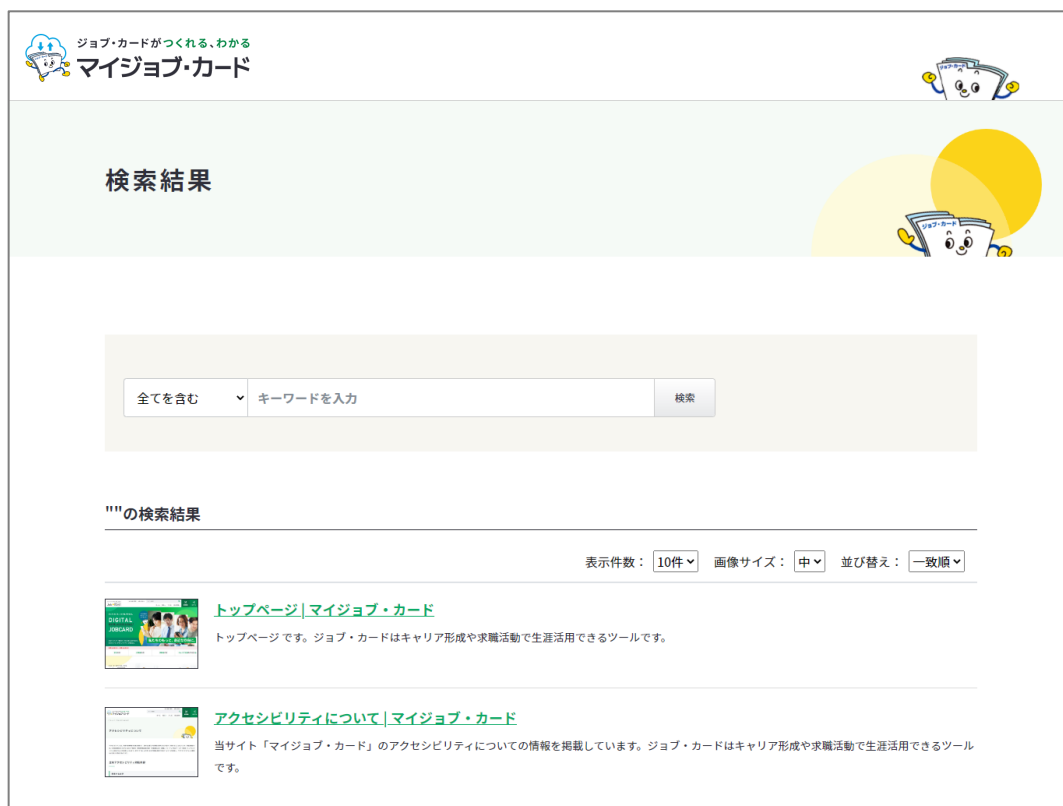 ジョブ・カードがつくれる、わかる
マイジョブ・カード
ジョブ・カード
検索結果
ジョブ・カード
全てを含む
キーワードを入力
検索
""の検索結果
表示件数： 10件 画像サイズ： 中 並び替え： 一致順
DIGITAL
JOBCARD
トップページ | マイジョブ・カード
トップページ です。ジョブ・カードはキャリア形成や求職活動で生涯活用できるツールです。
アクセシビリティについて | マイジョブ・カード
当サイト「マイジョブ・カード」のアクセシビリティについての情報を掲載しています。ジョブ・カードはキャリア形成や求職活動で生涯活用できるツール
です。